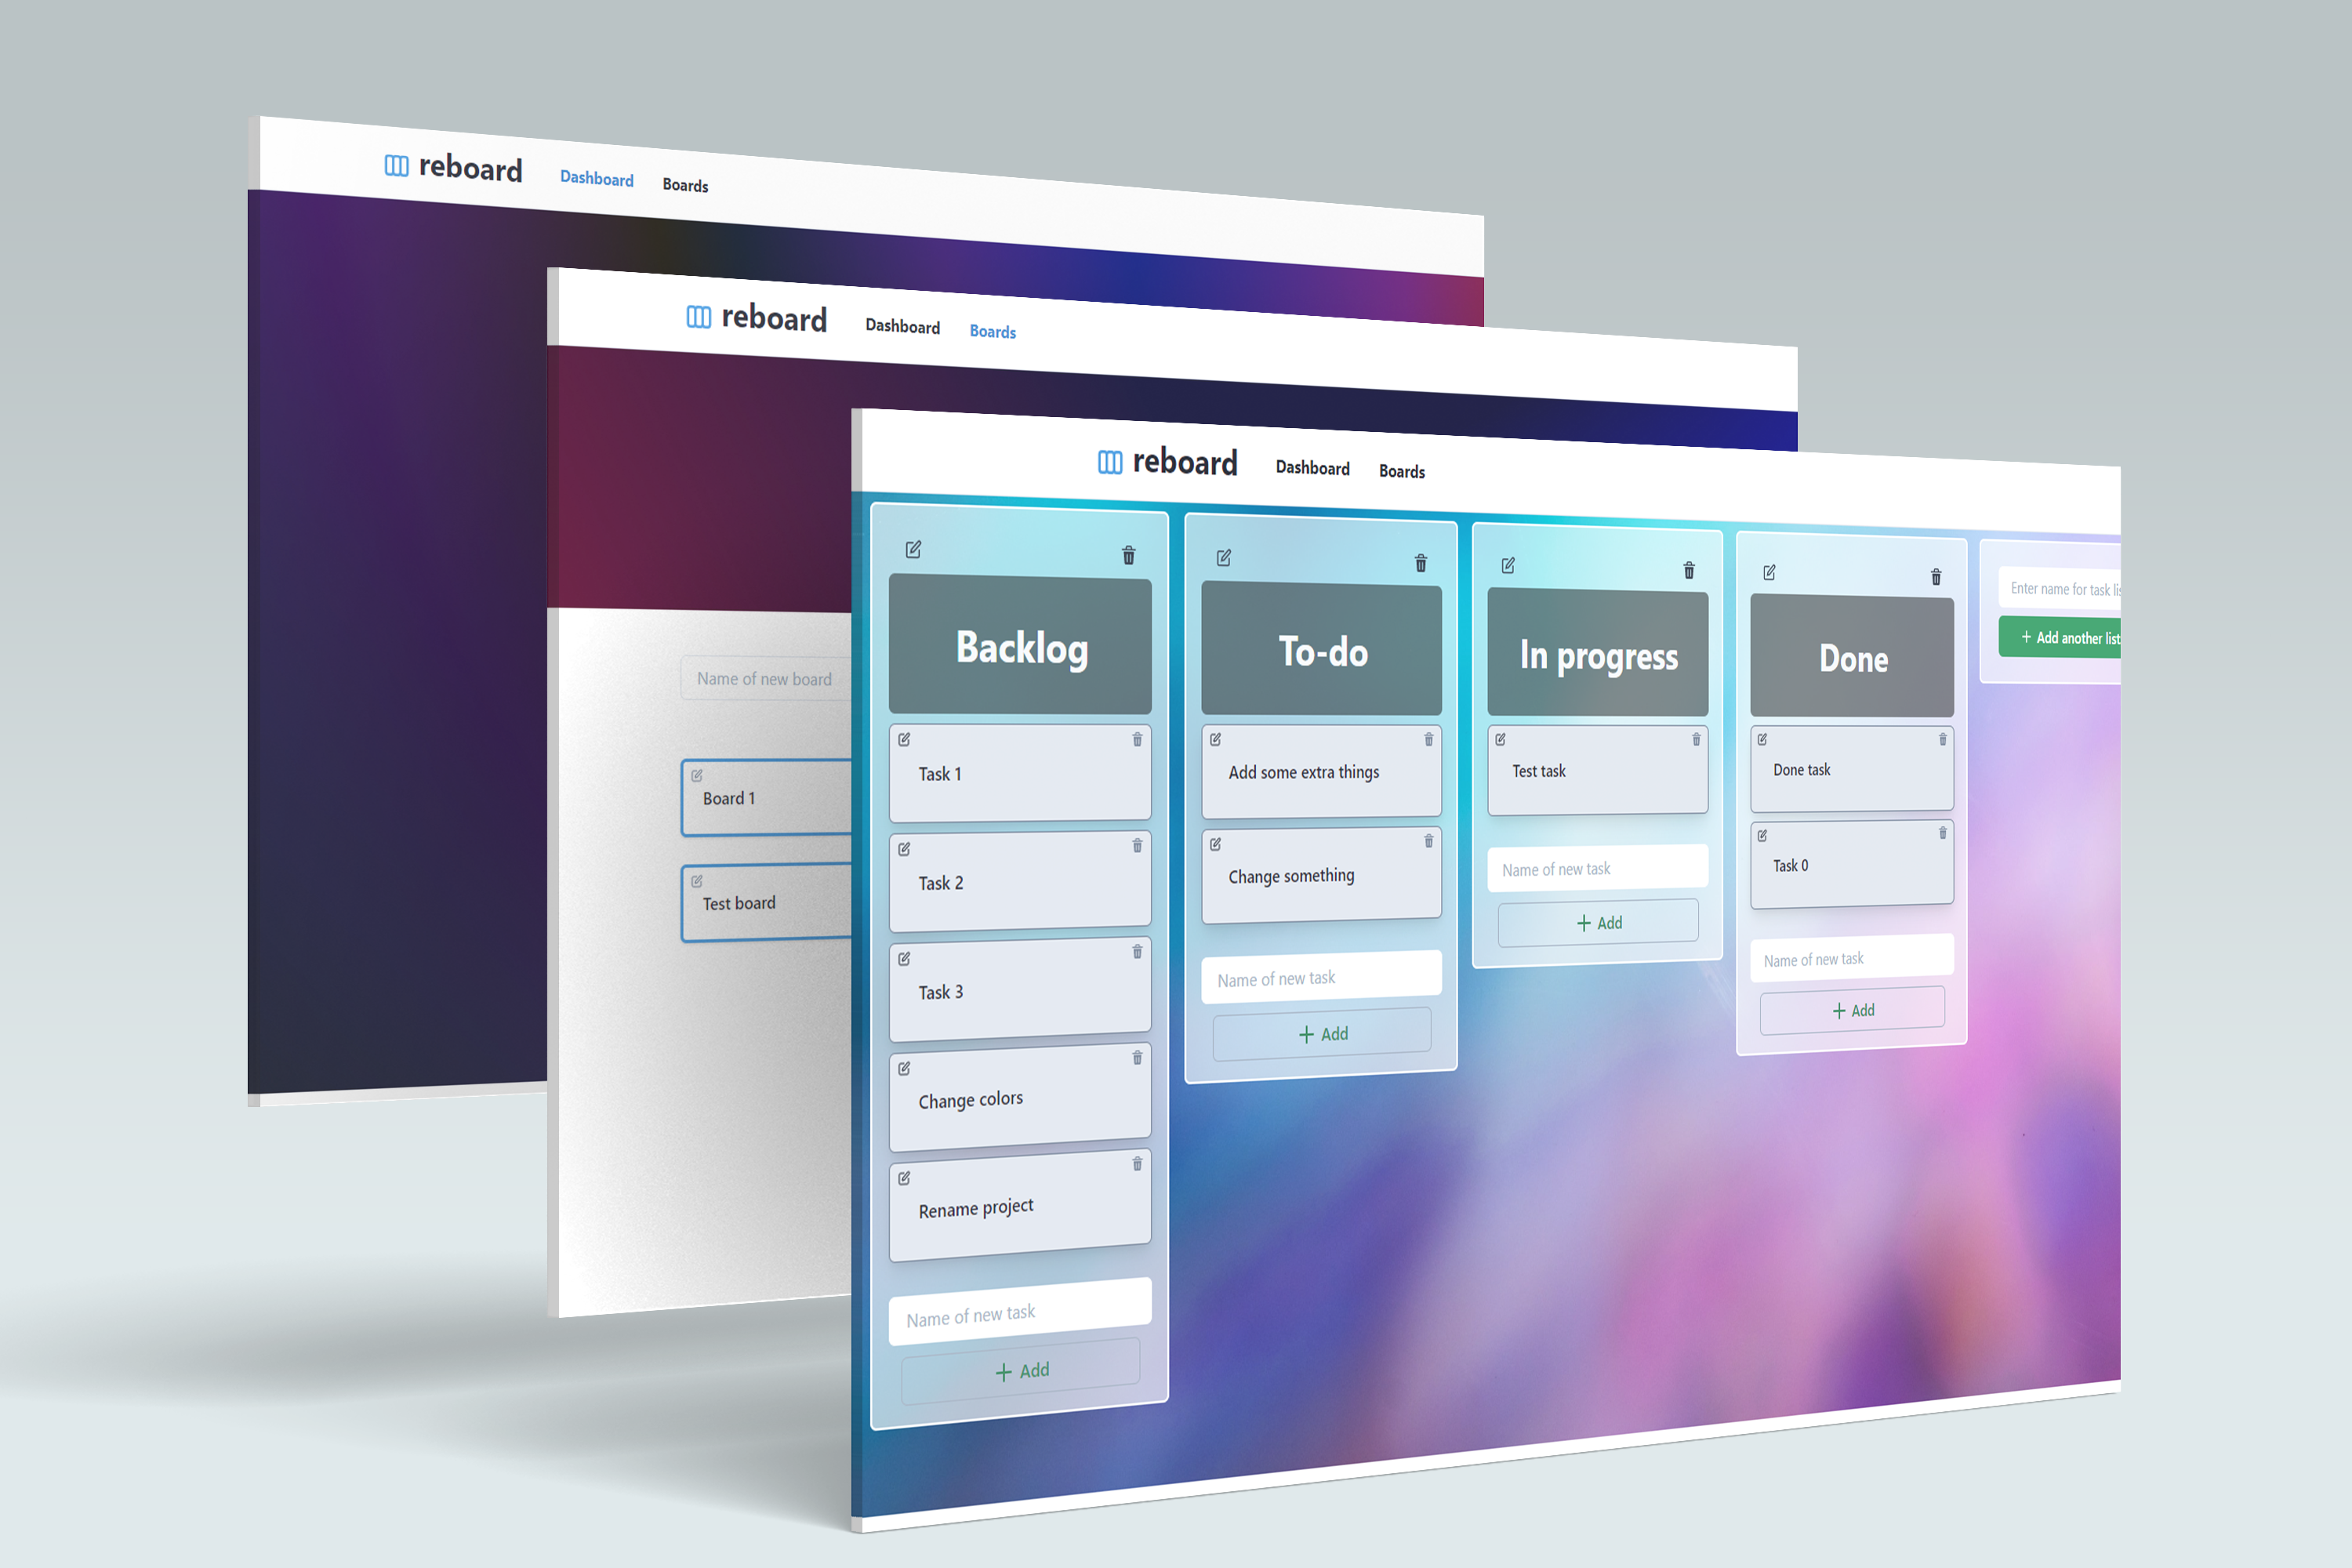 reboard Dashboard Boards
reboard Dashboard Boards
Name of new board
Board 1
Test board
reboard Dashboard Boards
Backlog
Task 1
Task 2
Task 3
Change colors
Rename project
Name of new task
+ Add
To-do
Add some extra things
Change something
Name of new task
+ Add
In progress
Test task
Name of new task
+ Add
Done
Done task
Task 0
Name of new task
+ Add
Enter name for task lis
+ Add another list